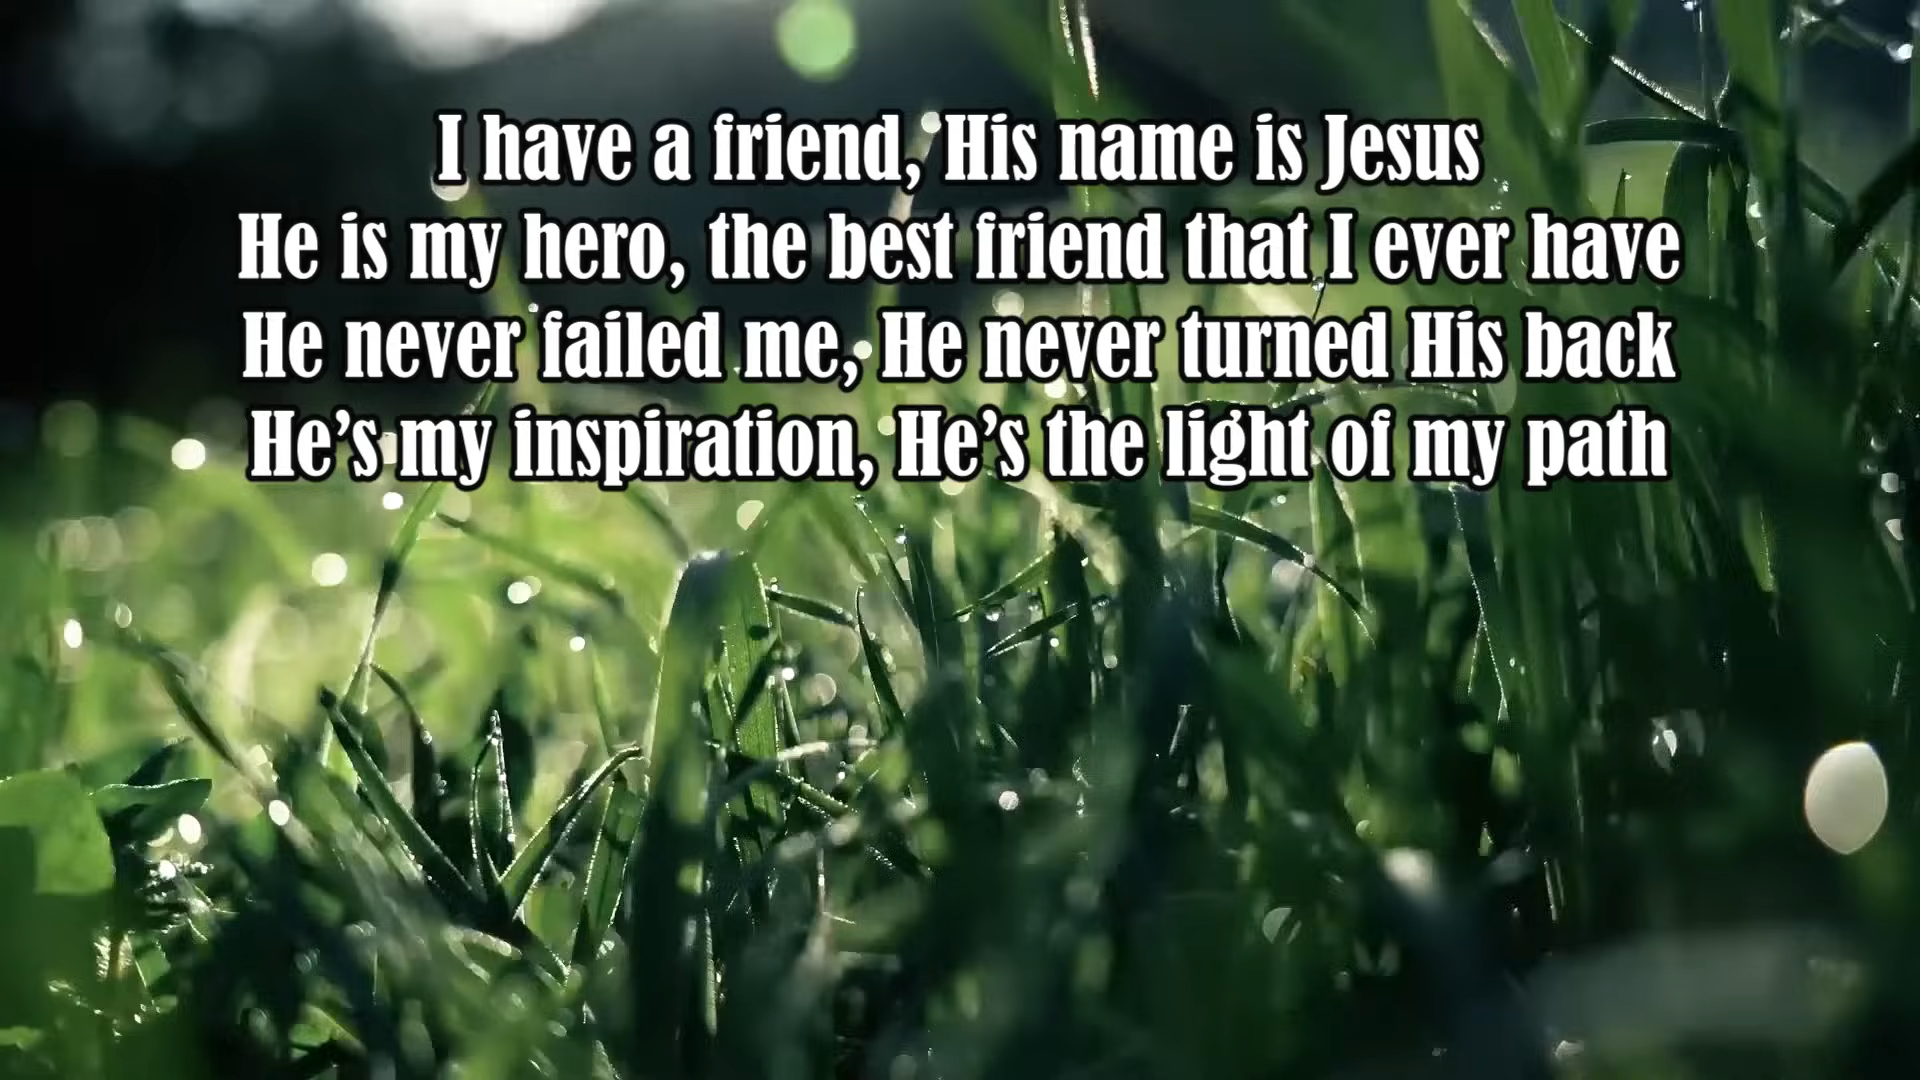 I have a friend, His name is Jesus
He is my hero, the best friend that I ever have
He never failed me, He never turned His back
He’s my inspiration, He’s the light of my path